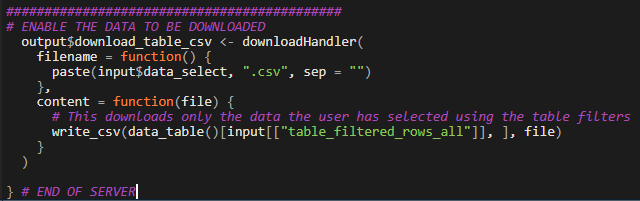 ############################################
# ENABLE THE DATA TO BE DOWNLOADED
output$download_table_csv <- downloadHandler(
filename = function() {
paste(input$data_select, ".csv", sep = "")
},
content = function(file) {
# This downloads only the data the user has selected using the table filters
write_csv(data_table()[input[["table_filtered_rows_all"]], ], file)
}
)
} # END OF SERVER